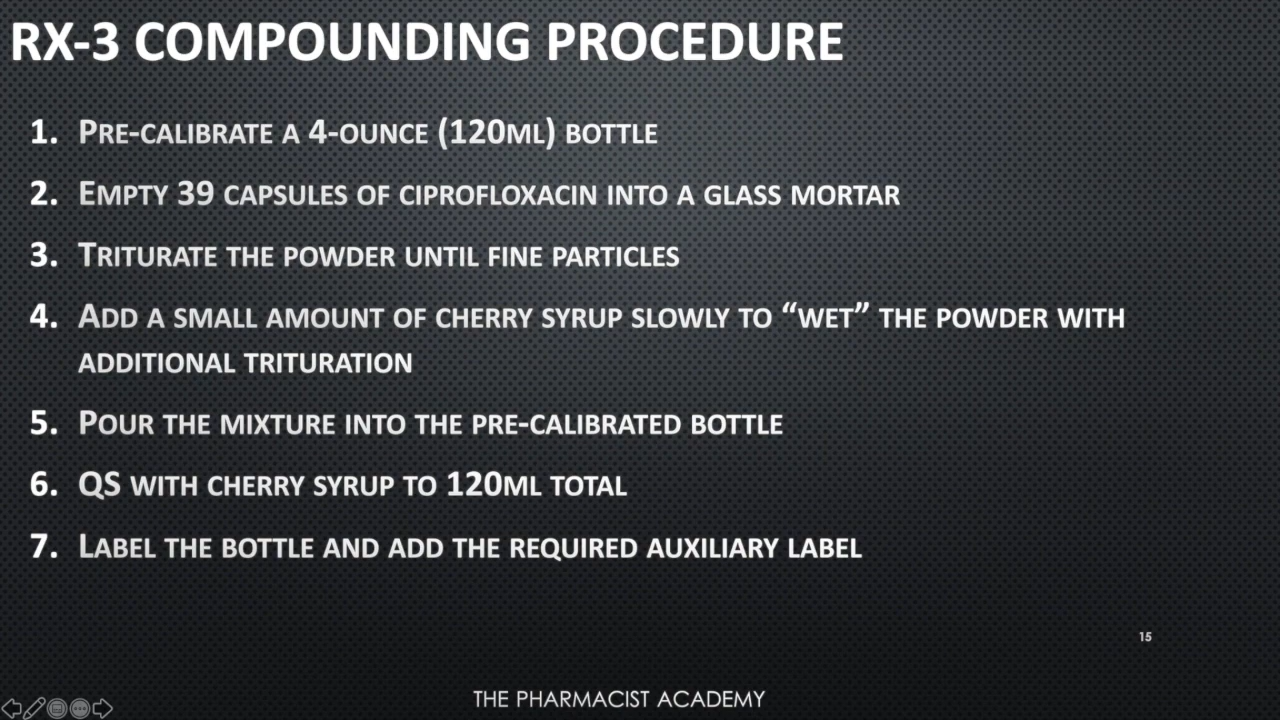 RX-3 COMPOUNDING PROCEDURE
1. PRE-CALIBRATE A 4-OUNCE (120ML) BOTTLE
2. EMPTY 39 CAPSULES OF CIPROFLOXACIN INTO A GLASS MORTAR
3. TRITURATE THE POWDER UNTIL FINE PARTICLES
4. ADD A SMALL AMOUNT OF CHERRY SYRUP SLOWLY TO “WET” THE POWDER WITH
ADDITIONAL TRITURATION
5. POUR THE MIXTURE INTO THE PRE-CALIBRATED BOTTLE
6. QS WITH CHERRY SYRUP TO 120ML TOTAL
7. LABEL THE BOTTLE AND ADD THE REQUIRED AUXILIARY LABEL
15
THE PHARMACIST ACADEMY